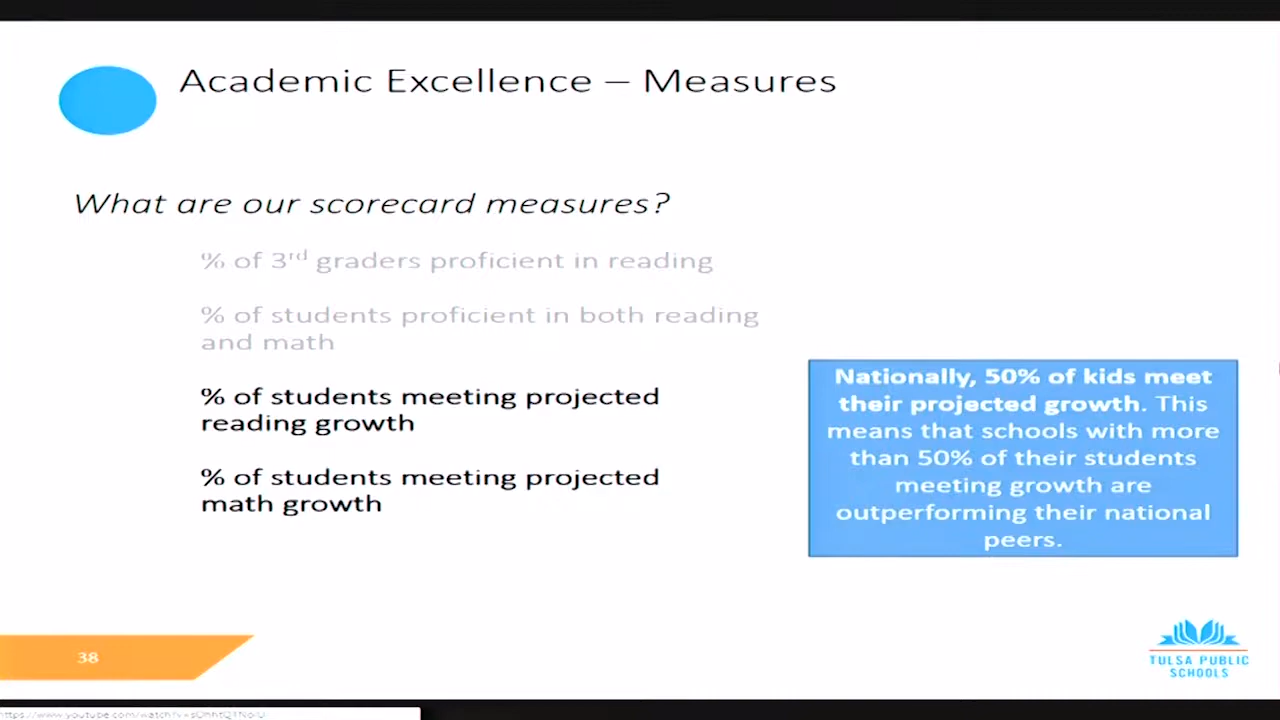 Academic Excellence – Measures
What are our scorecard measures?
% of 3rd graders proficient in reading
% of students proficient in both reading
and math
% of students meeting projected
reading growth
% of students meeting projected
math growth
Nationally, 50% of kids meet
their projected growth. This
means that schools with more
than 50% of their students
meeting growth are
outperforming their national
peers.
38
TULSA PUBLIC
SCHOOLS